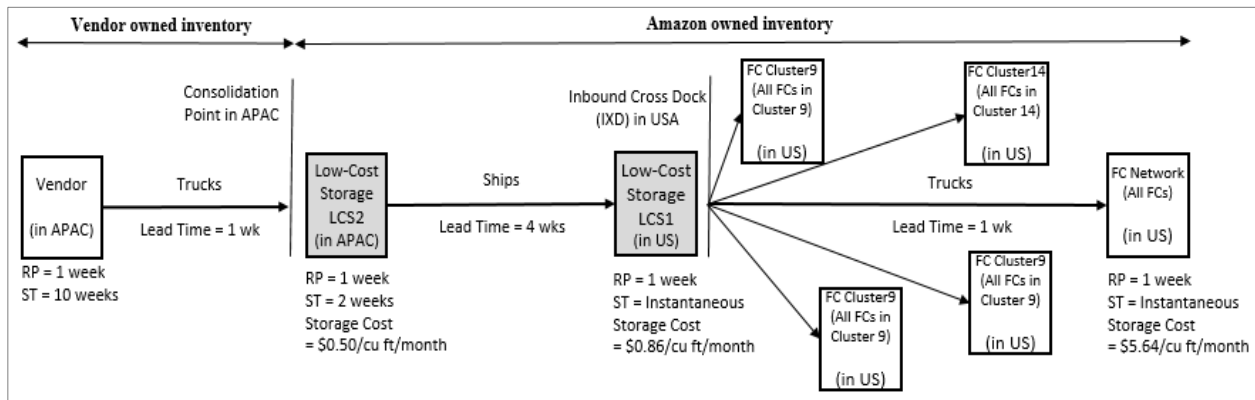 Vendor owned inventory
Amazon owned inventory
Consolidation
Point in APAC
Inbound Cross Dock
(IXD) in USA
FC Cluster9
(All FCs in
Cluster 9)
(in US)
FC Cluster14
(All FCs in
Cluster 14)
(in US)
Vendor
(in APAC)
Trucks
Lead Time = 1 wk
Low-Cost
Storage
LCS2
(in APAC)
Ships
Lead Time = 4 wks
Low-Cost
Storage
LCS1
(in US)
Trucks
Lead Time = 1wk
FC Network
(All FCs)
(in US)
RP = 1 week
ST = 10 weeks
RP = 1 week
ST = 2 weeks
Storage Cost
= $0.50/cu ft/month
RP = 1 week
ST = Instantaneous
Storage Cost
= $0.86/cu ft/month
FC Cluster9
(All FCs in
Cluster 9)
(in US)
FC Cluster9
(All FCs in
Cluster 9)
(in US)
RP = 1 week
ST = Instantaneous
Storage Cost
= $5.64/cu ft/month